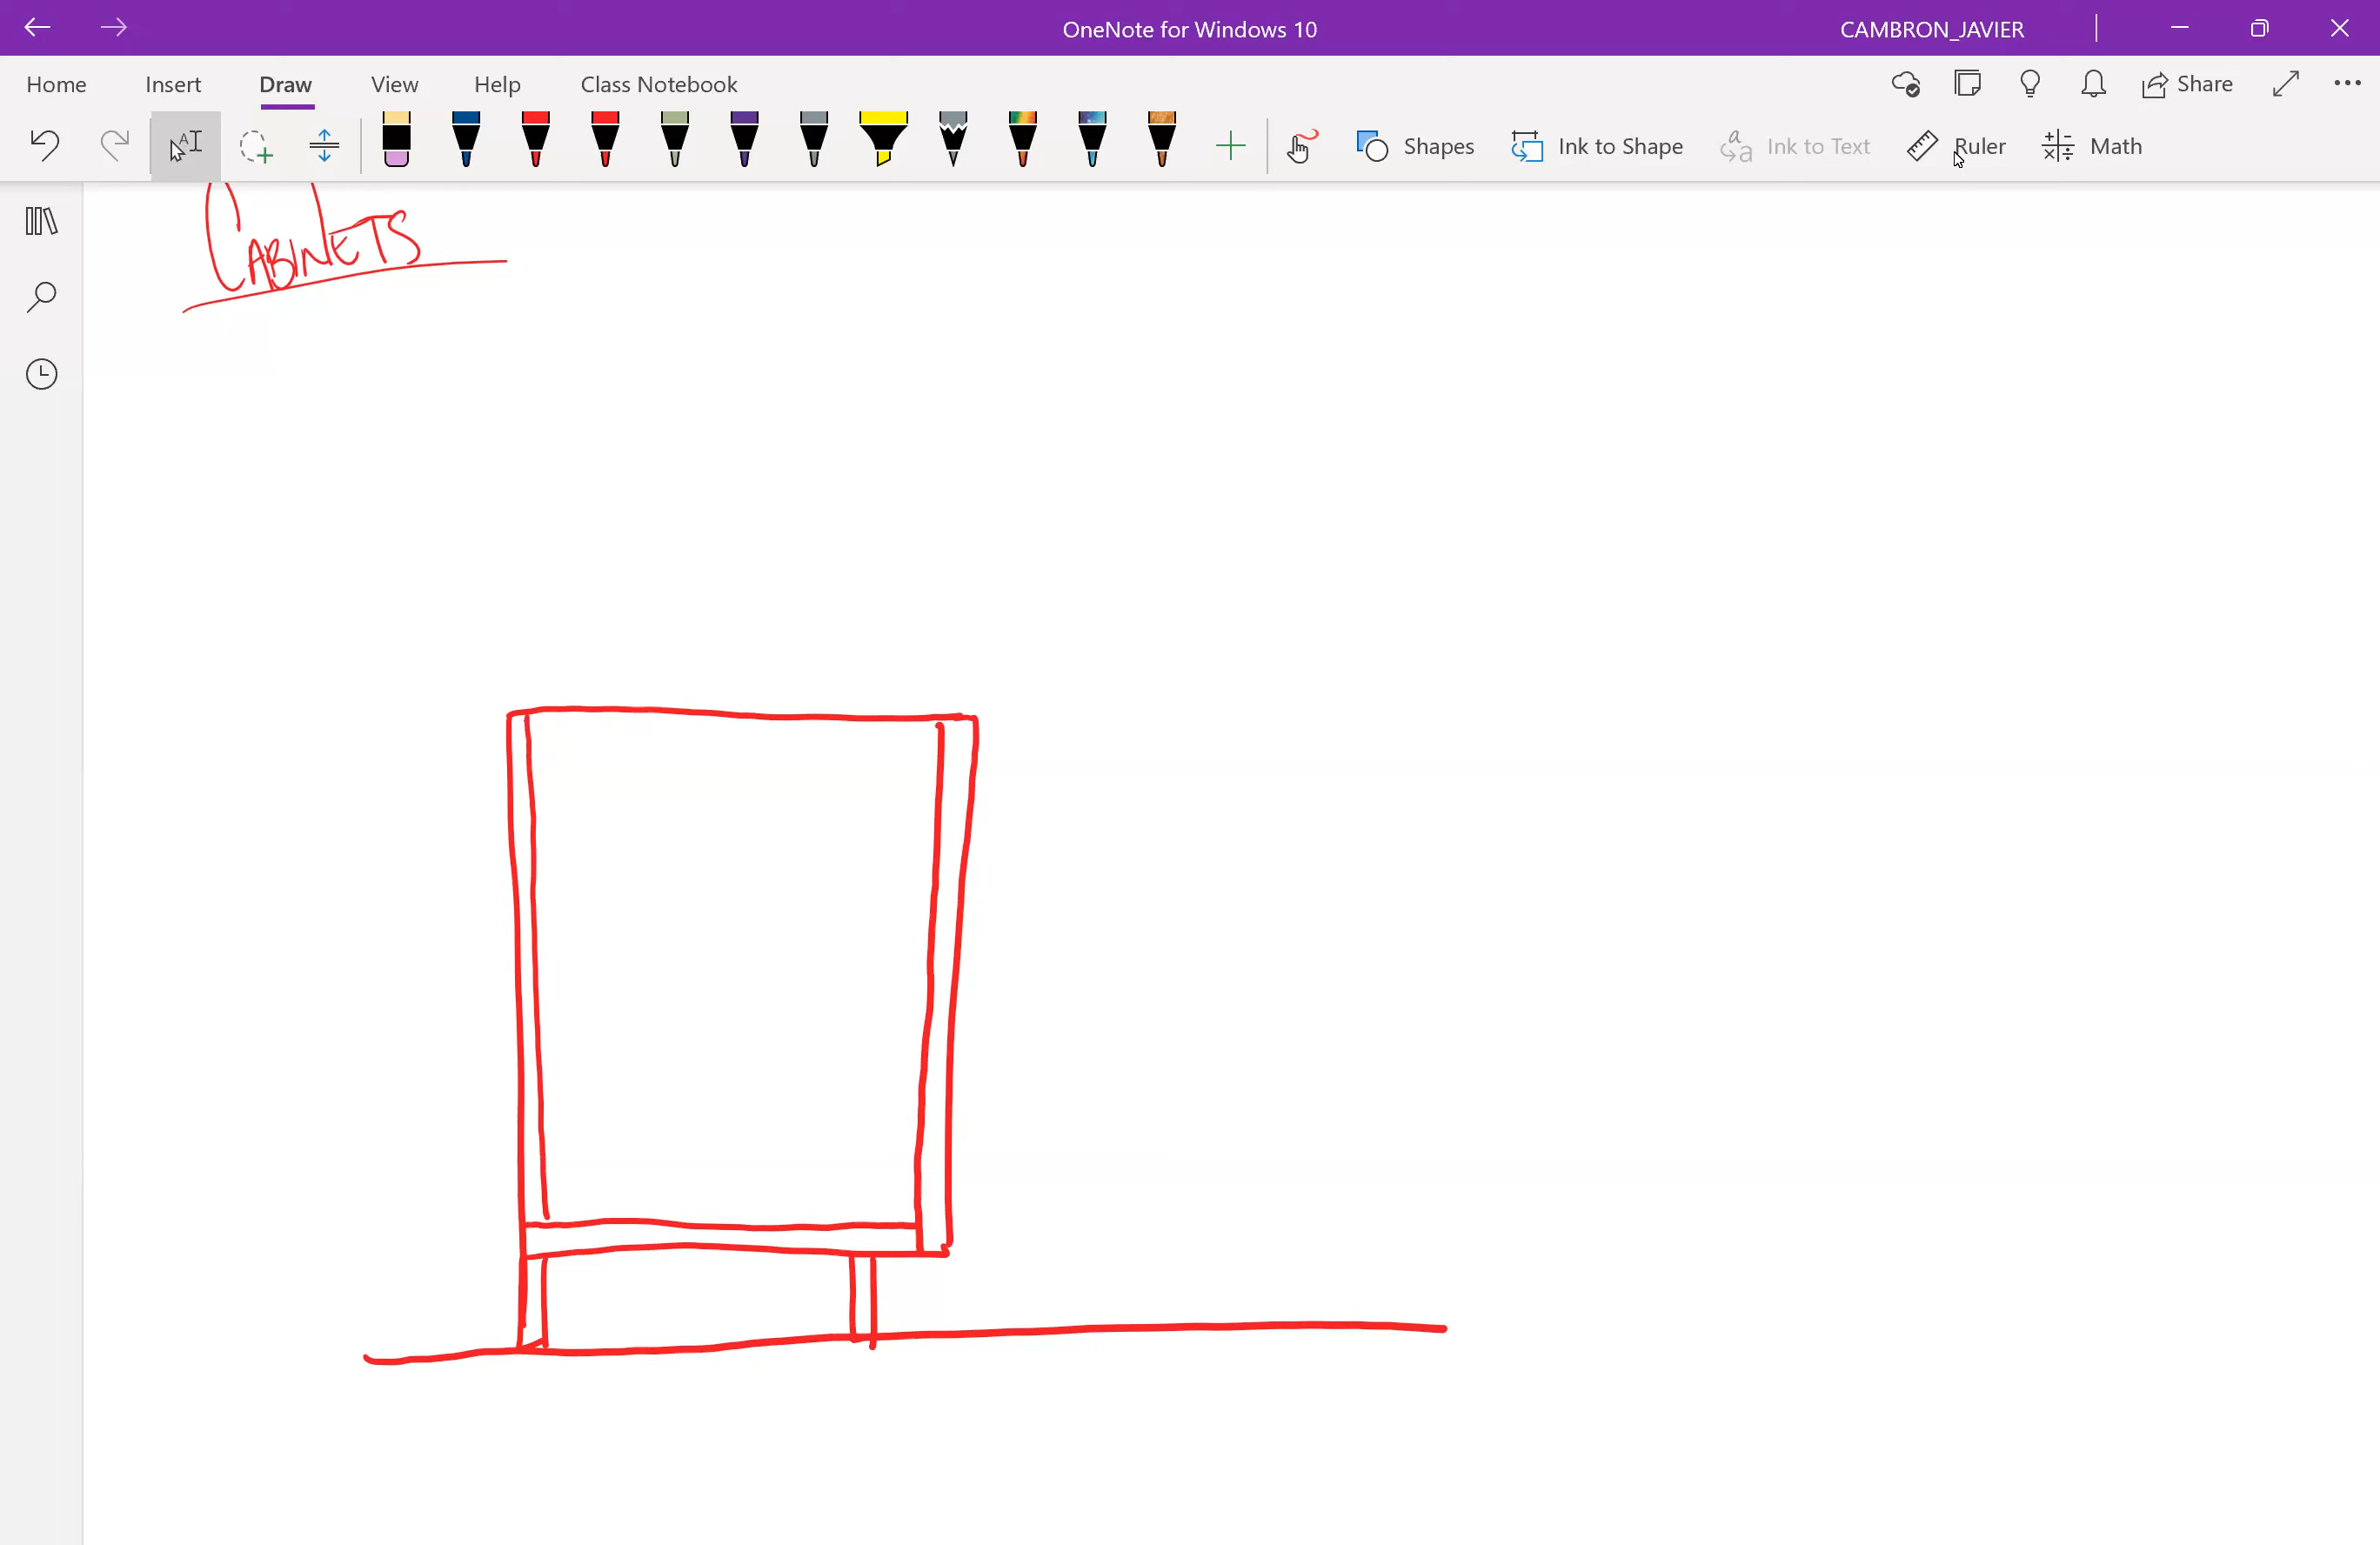 OneNote for Windows 10
CAMBRON_JAVIER
Home Insert Draw View Help Class Notebook Share
Shapes Ink to Shape Ink to Text Ruler Math
CABINETS